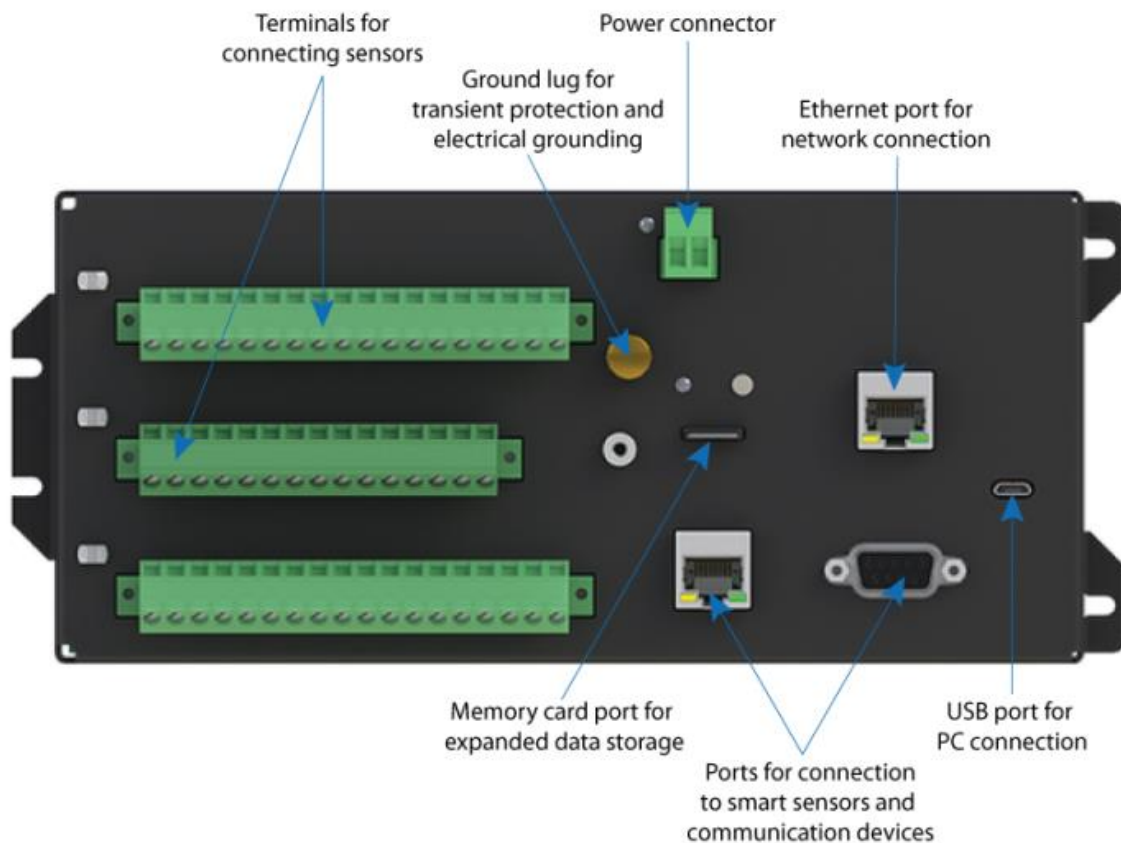 Terminals for
connecting sensors
Power connector
Ground lug for
transient protection and
electrical grounding
Ethernet port for
network connection
Memory card port for
expanded data storage
Ports for connection
to smart sensors and
communication devices
USB port for
PC connection